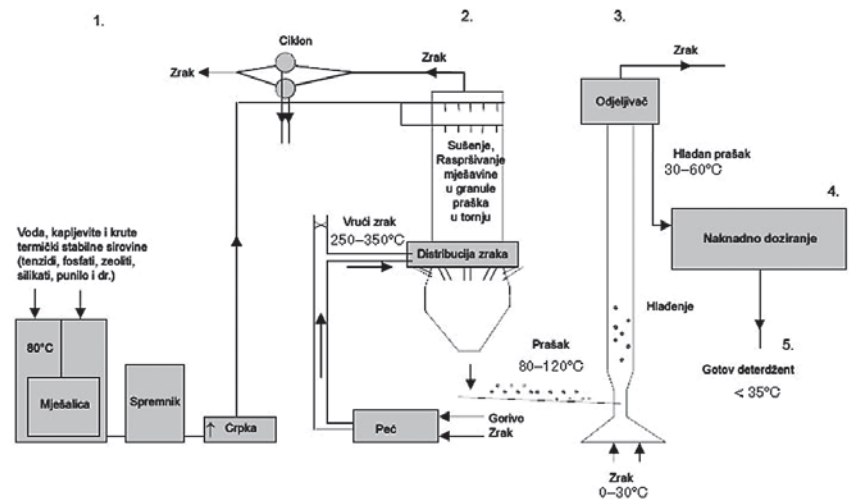 1.
2.
3.
Ciklon
Zrak
Zrak
Zrak
Odjeljivač
Sušenje,
Raspršivanje
mješavine
u granule
praška
u tornju
Hladan prašak
30–60°C
4.
Voda, kapljevite i krute
termički stabilne sirovine
(tenzidi, fosfati, zeoliti,
silikati, punilo i dr.)
Vrući zrak
250–350°C
Distribucija zraka
Naknadno doziranje
80°C
Mješalica
Spremnik
Crpka
Hlađenje
Prašak
80–120°C
5.
Gotov deterdžent
< 35°C
Peć
Gorivo
Zrak
Zrak
0–30°C